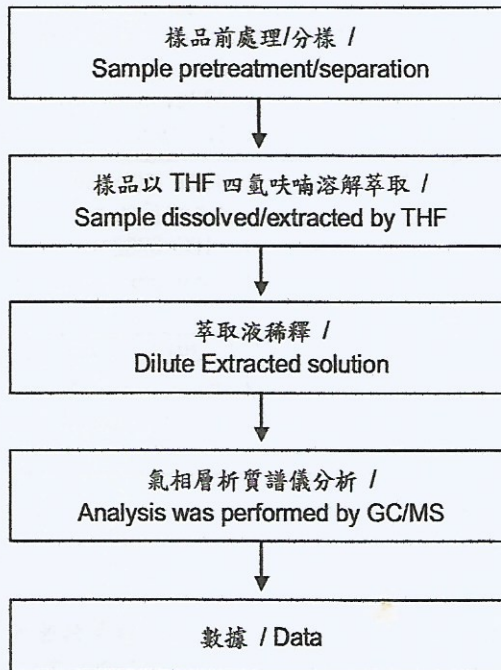 樣品前處理/分樣 /
Sample pretreatment/separation
樣品以 THF 四氫呋喃溶解萃取 /
Sample dissolved/extracted by THF
萃取液稀釋 /
Dilute Extracted solution
氣相層析質譜儀分析 /
Analysis was performed by GC/MS
數據 / Data